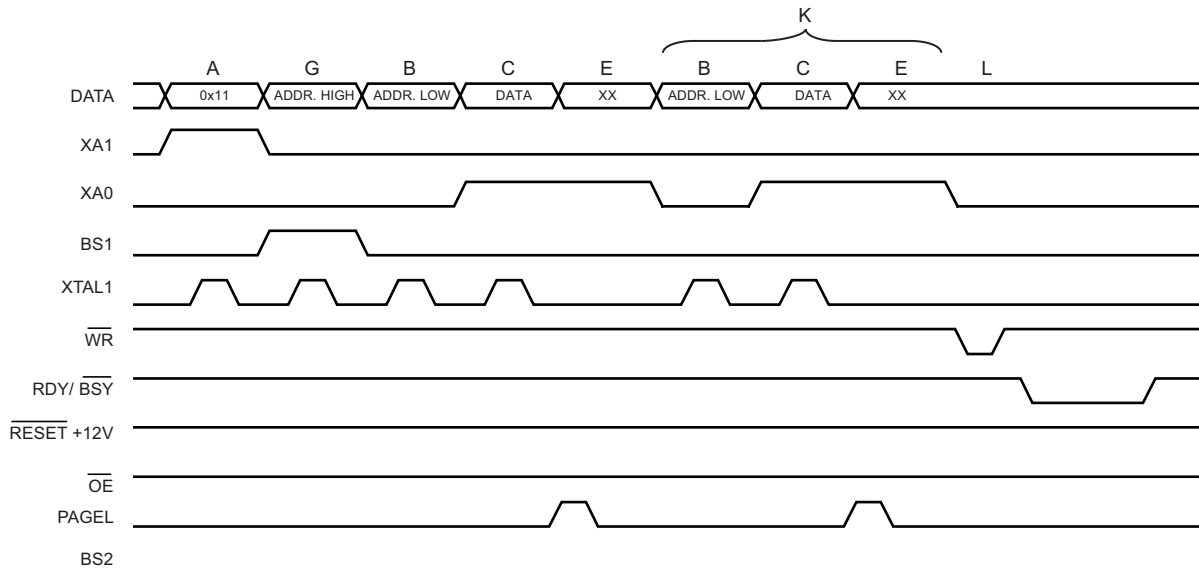 K
A G B C E B C E L
DATA 0x11 ADDR. HIGH ADDR. LOW DATA XX ADDR. LOW DATA XX
XA1
XA0
BS1
XTAL1
WR
RDY/ BSY
RESET +12V
OE
PAGEL
BS2